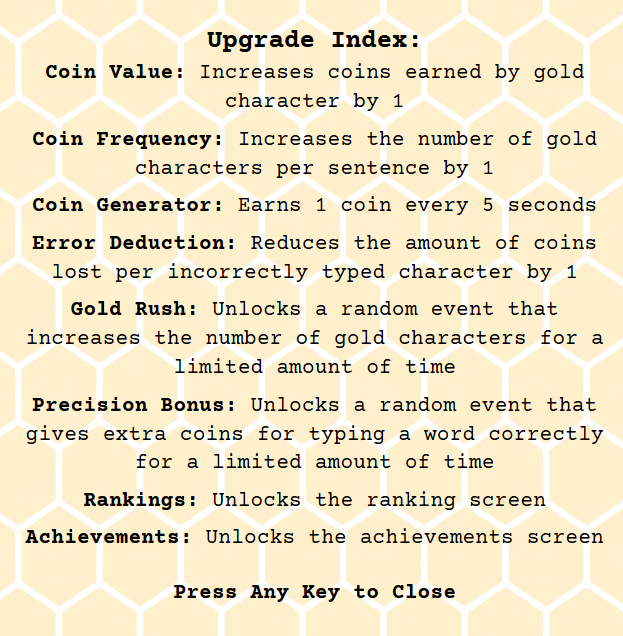 Upgrade Index:
Coin Value: Increases coins earned by gold
character by 1
Coin Frequency: Increases the number of gold
characters per sentence by 1
Coin Generator: Earns 1 coin every 5 seconds
Error Deduction: Reduces the amount of coins
lost per incorrectly typed character by 1
Gold Rush: Unlocks a random event that
increases the number of gold characters for a
limited amount of time
Precision Bonus: Unlocks a random event that
gives extra coins for typing a word correctly
for a limited amount of time
Rankings: Unlocks the ranking screen
Achievements: Unlocks the achievements screen
Press Any Key to Close